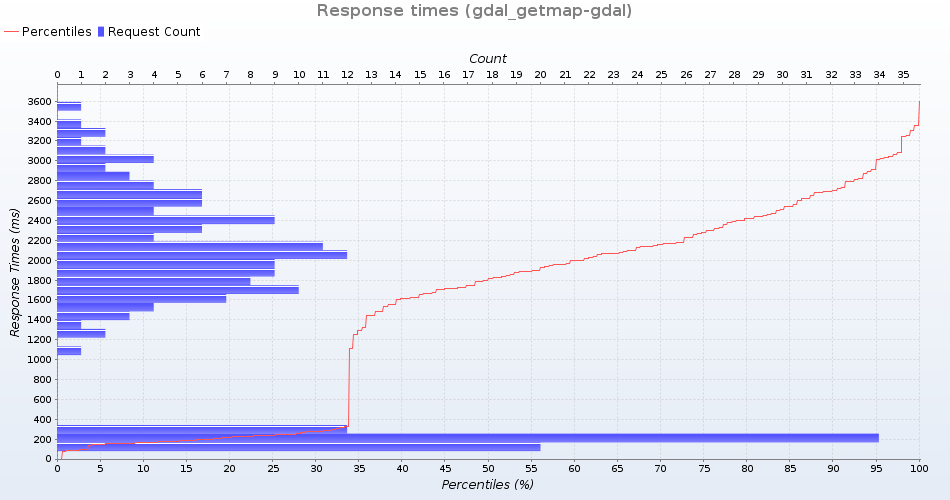 Response times (gdal_getmap-gdal)
Percentiles Request Count
Count
0 1 2 3 4 5 6 7 8 9 10 11 12 13 14 15 16 17 18 19 20 21 22 23 24 25 26 27 28 29 30 31 32 33 34 35
Response Times (ms)
3600
3400
3200
3000
2800
2600
2400
2200
2000
1800
1600
1400
1200
1000
800
600
400
200
0
0 5 10 15 20 25 30 35 40 45 50 55 60 65 70 75 80 85 90 95 100
Percentiles (%)